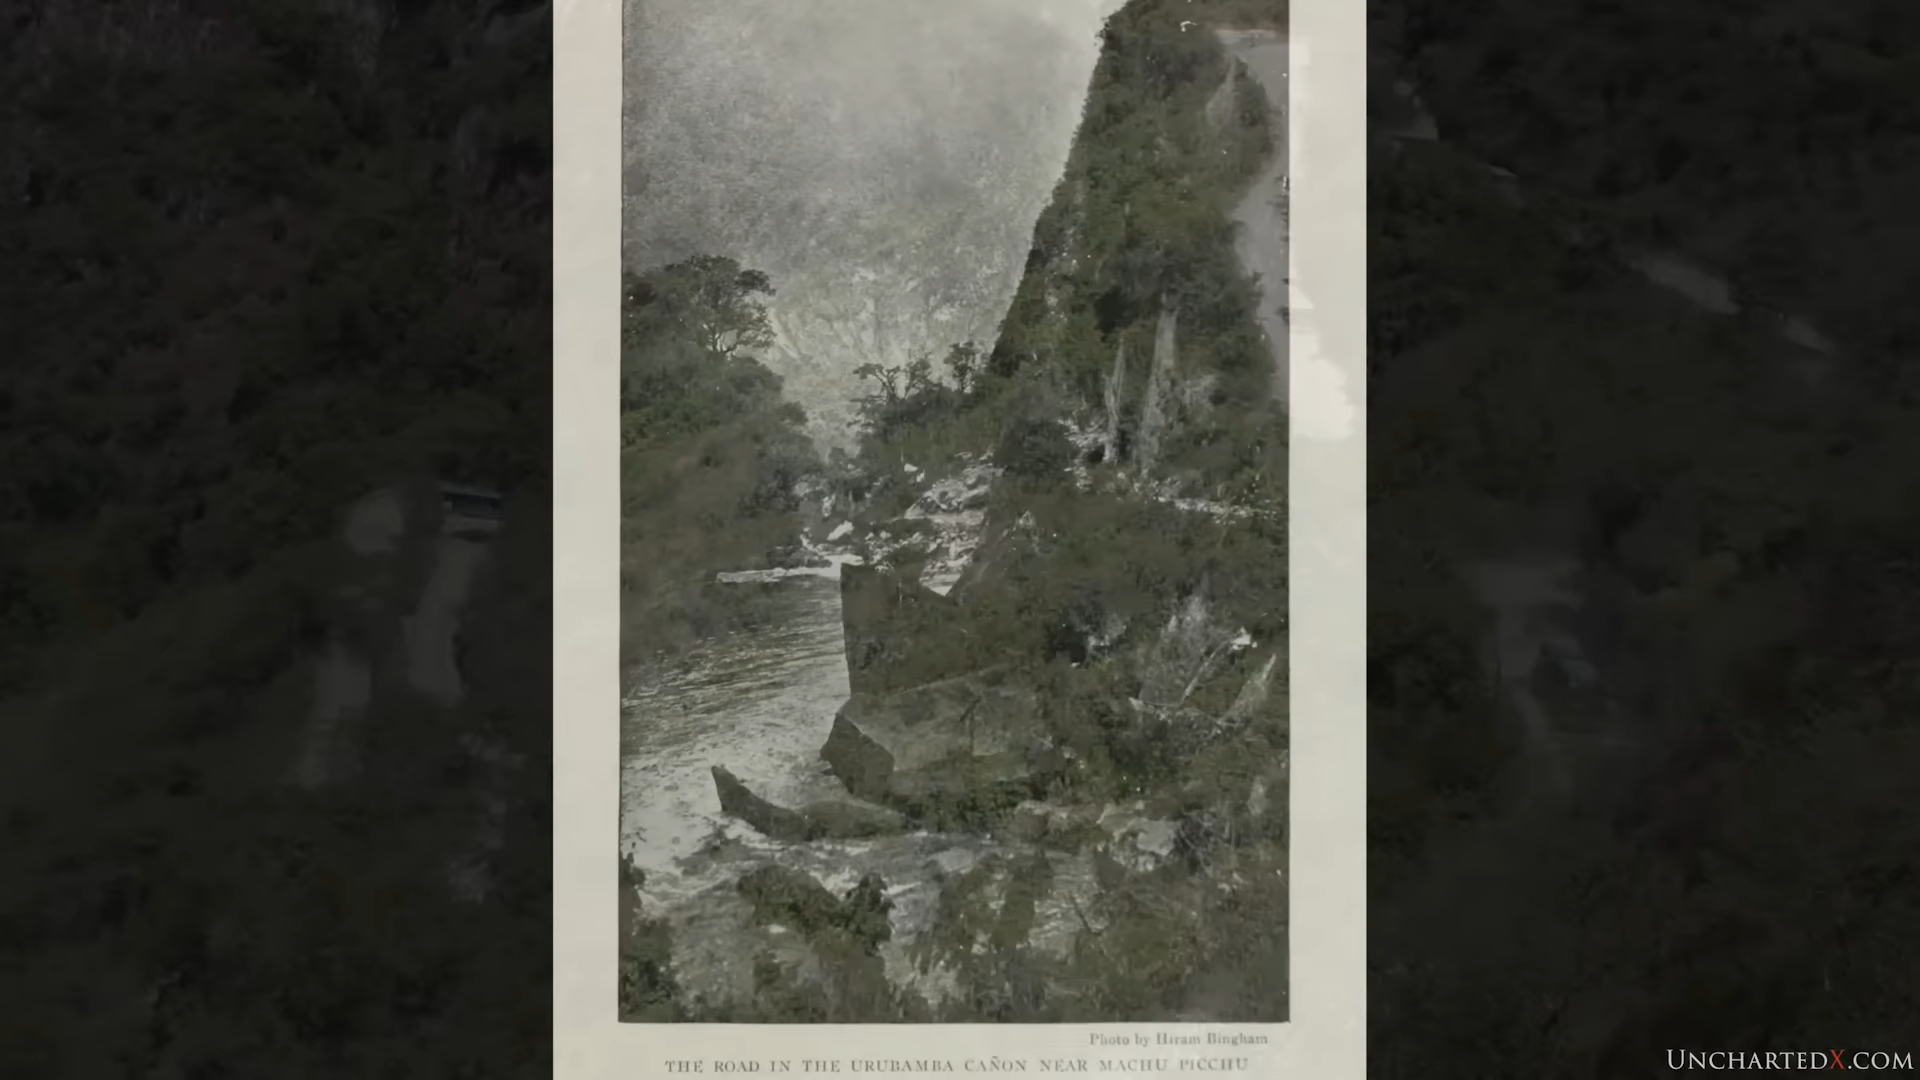 Photo by Hiram Bingham
THE ROAD IN THE URUBAMBA CAÑON NEAR MACHU PICCHU
UNCHARTEDX.COM